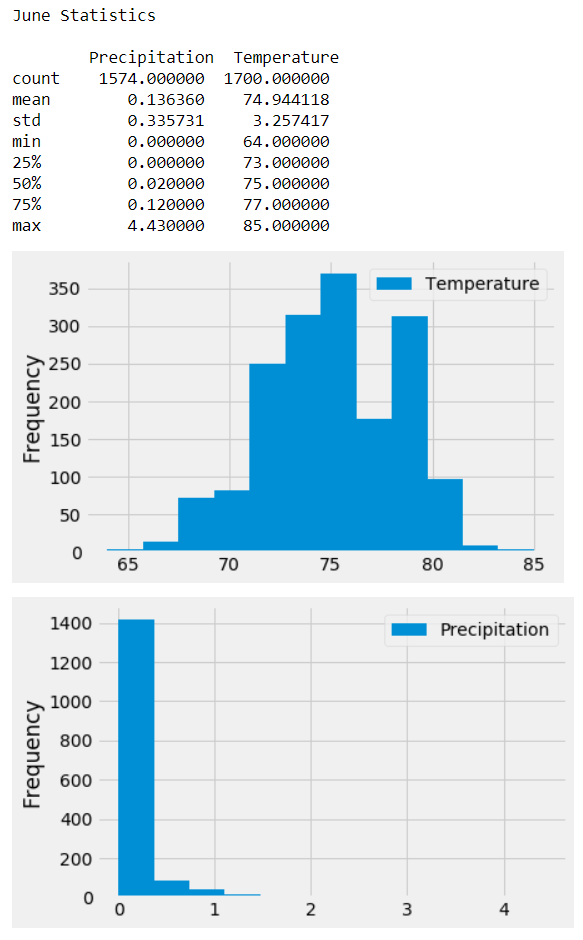 June Statistics
Precipitation Temperature
count 1574.000000 1700.000000
mean 0.136360 74.944118
std 0.335731 3.257417
min 0.000000 64.000000
25% 0.000000 73.000000
50% 0.020000 75.000000
75% 0.120000 77.000000
max 4.430000 85.000000
Temperature
Frequency
350
300
250
200
150
100
50
0
65 70 75 80 85
Precipitation
Frequency
1400
1200
1000
800
600
400
200
0
0 1 2 3 4